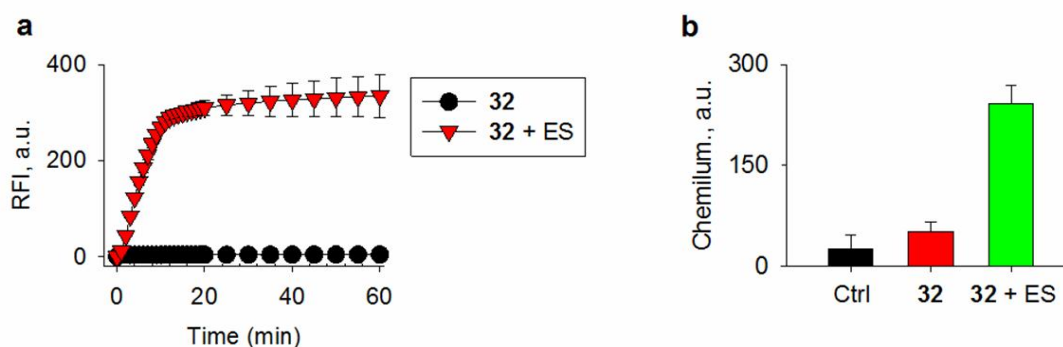 a
400
200
0
RFI, a.u.
0
20
40
60
Time (min)
32
32 + ES
b
300
150
0
Chemilum., a.u.
Ctrl
32
32 + ES